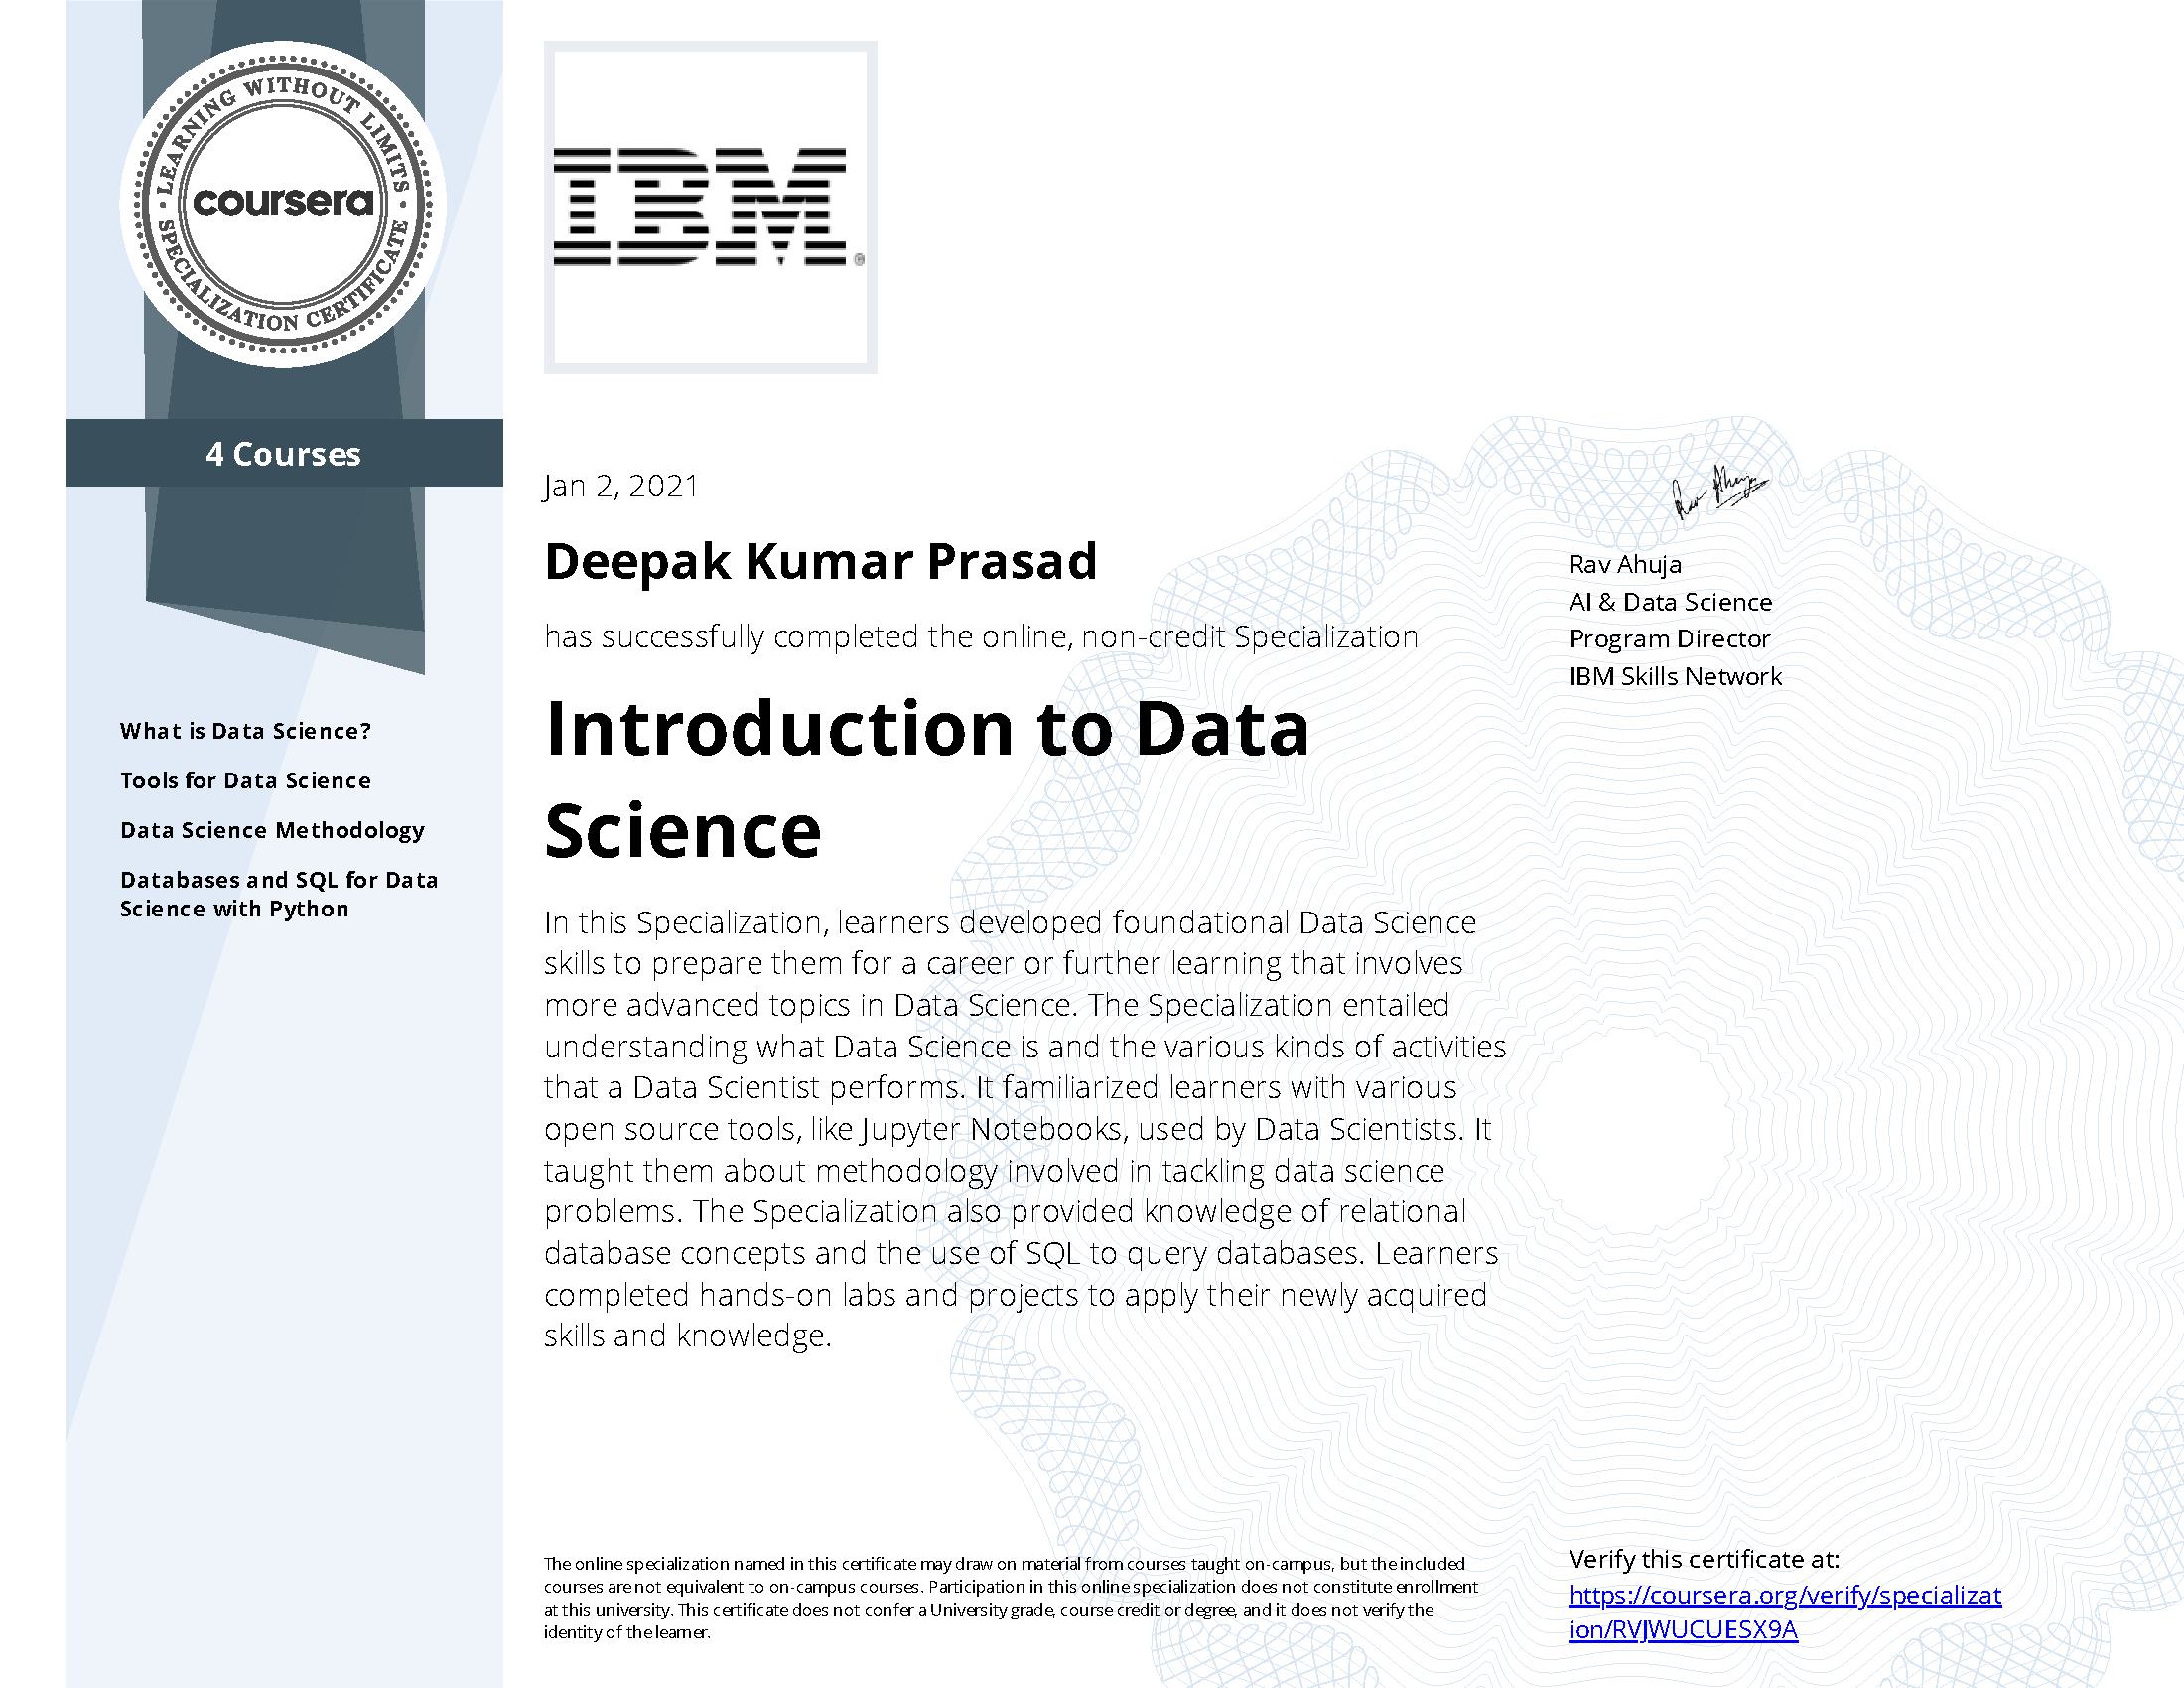 LEARNING WITHOUT LIMITS
coursera
SPECIALIZATION CERTIFICATE
4 Courses
What is Data Science?
Tools for Data Science
Data Science Methodology
Databases and SQL for Data
Science with Python
IBM®
Jan 2, 2021
Deepak Kumar Prasad
has successfully completed the online, non-credit Specialization
Introduction to Data
Science
In this Specialization, learners developed foundational Data Science
skills to prepare them for a career or further learning that involves
more advanced topics in Data Science. The Specialization entailed
understanding what Data Science is and the various kinds of activities
that a Data Scientist performs. It familiarized learners with various
open source tools, like Jupyter Notebooks, used by Data Scientists. It
taught them about methodology involved in tackling data science
problems. The Specialization also provided knowledge of relational
database concepts and the use of SQL to query databases. Learners
completed hands-on labs and projects to apply their newly acquired
skills and knowledge.
Rav Ahuja
Rav Ahuja
AI & Data Science
Program Director
IBM Skills Network
The online specialization named in this certificate may draw on material from courses taught on-campus, but the included
courses are not equivalent to on-campus courses. Participation in this online specialization does not constitute enrollment
at this university. This certificate does not confer a University grade, course credit or degree, and it does not verify the
identity of the learner.
Verify this certificate at:
https://coursera.org/verify/specializat
ion/RVJWUCUESX9A